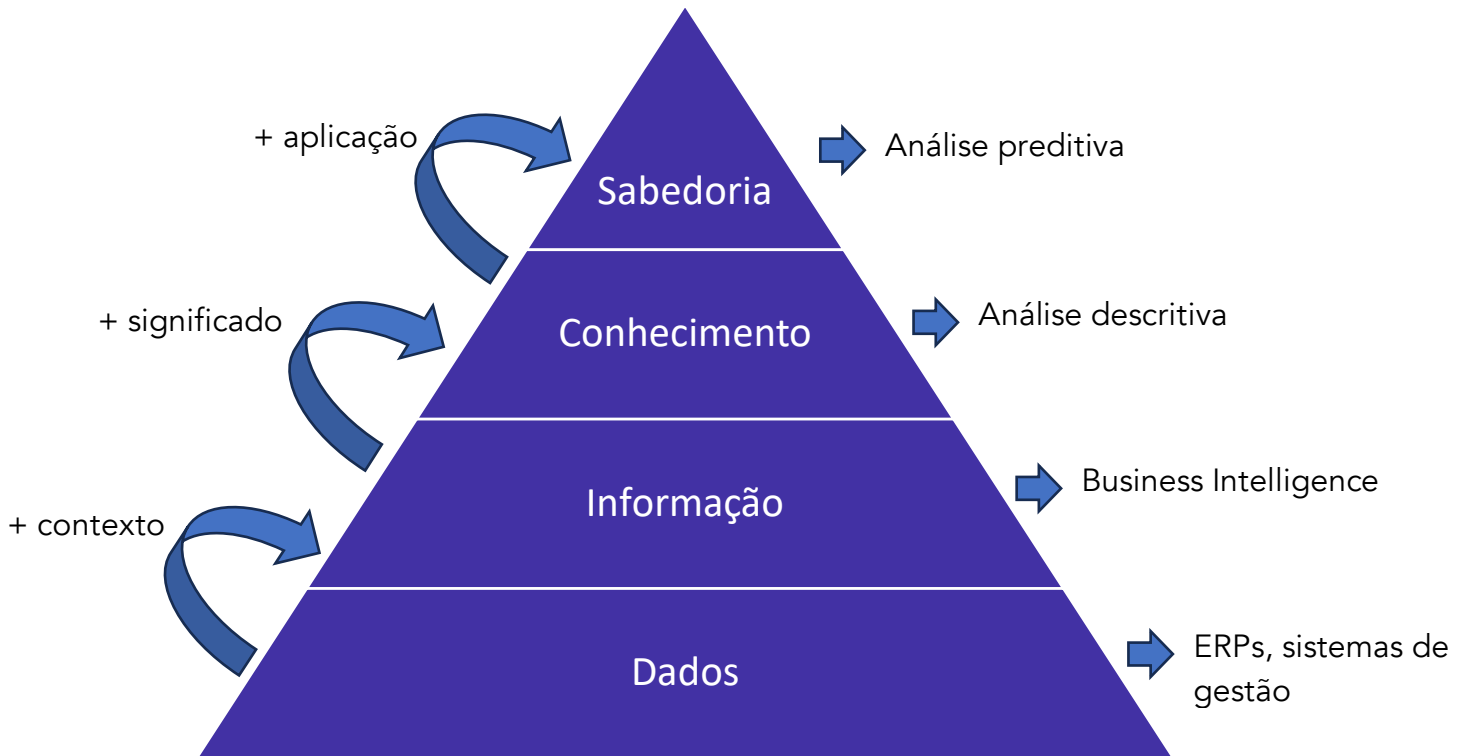 + aplicação
Sabedoria
Análise preditiva
+ significado
Conhecimento
Análise descritiva
+ contexto
Informação
Business Intelligence
Dados
ERPs, sistemas de
gestão